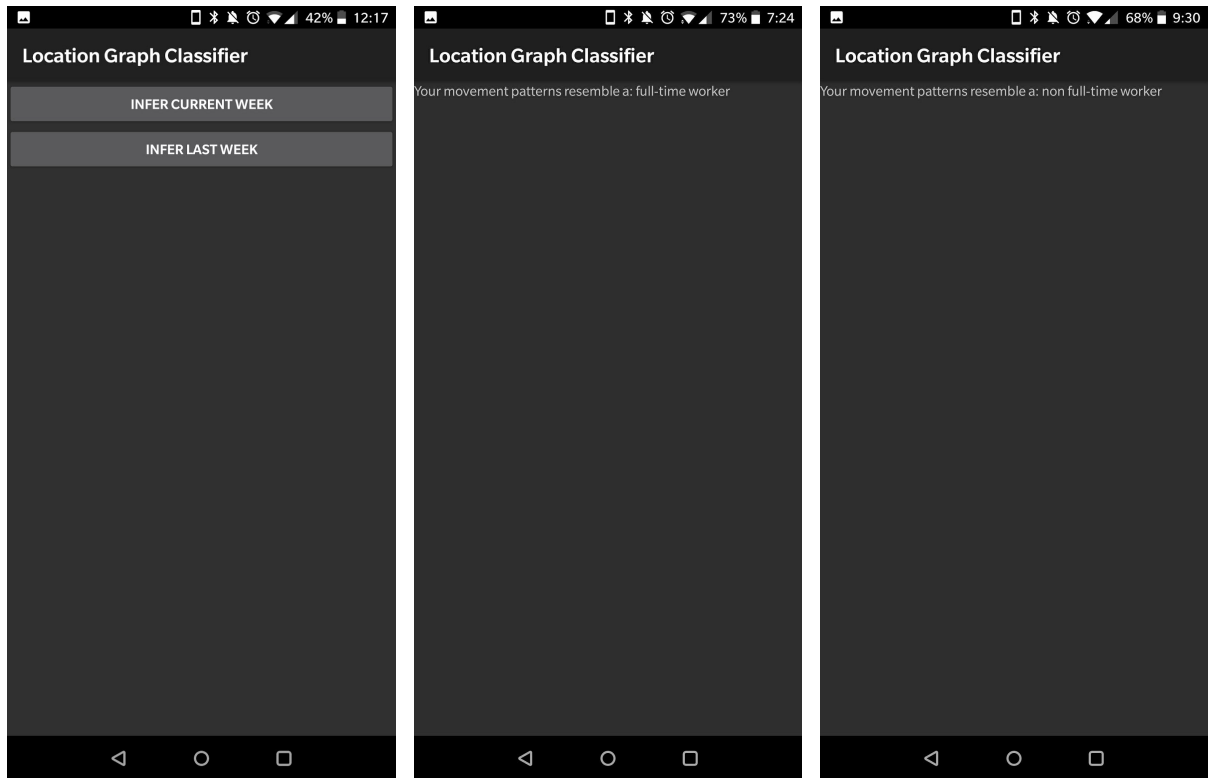 42% 12:17
Location Graph Classifier
INFER CURRENT WEEK
INFER LAST WEEK
73% 7:24
Location Graph Classifier
Your movement patterns resemble a: full-time worker
68% 9:30
Location Graph Classifier
Your movement patterns resemble a: non full-time worker